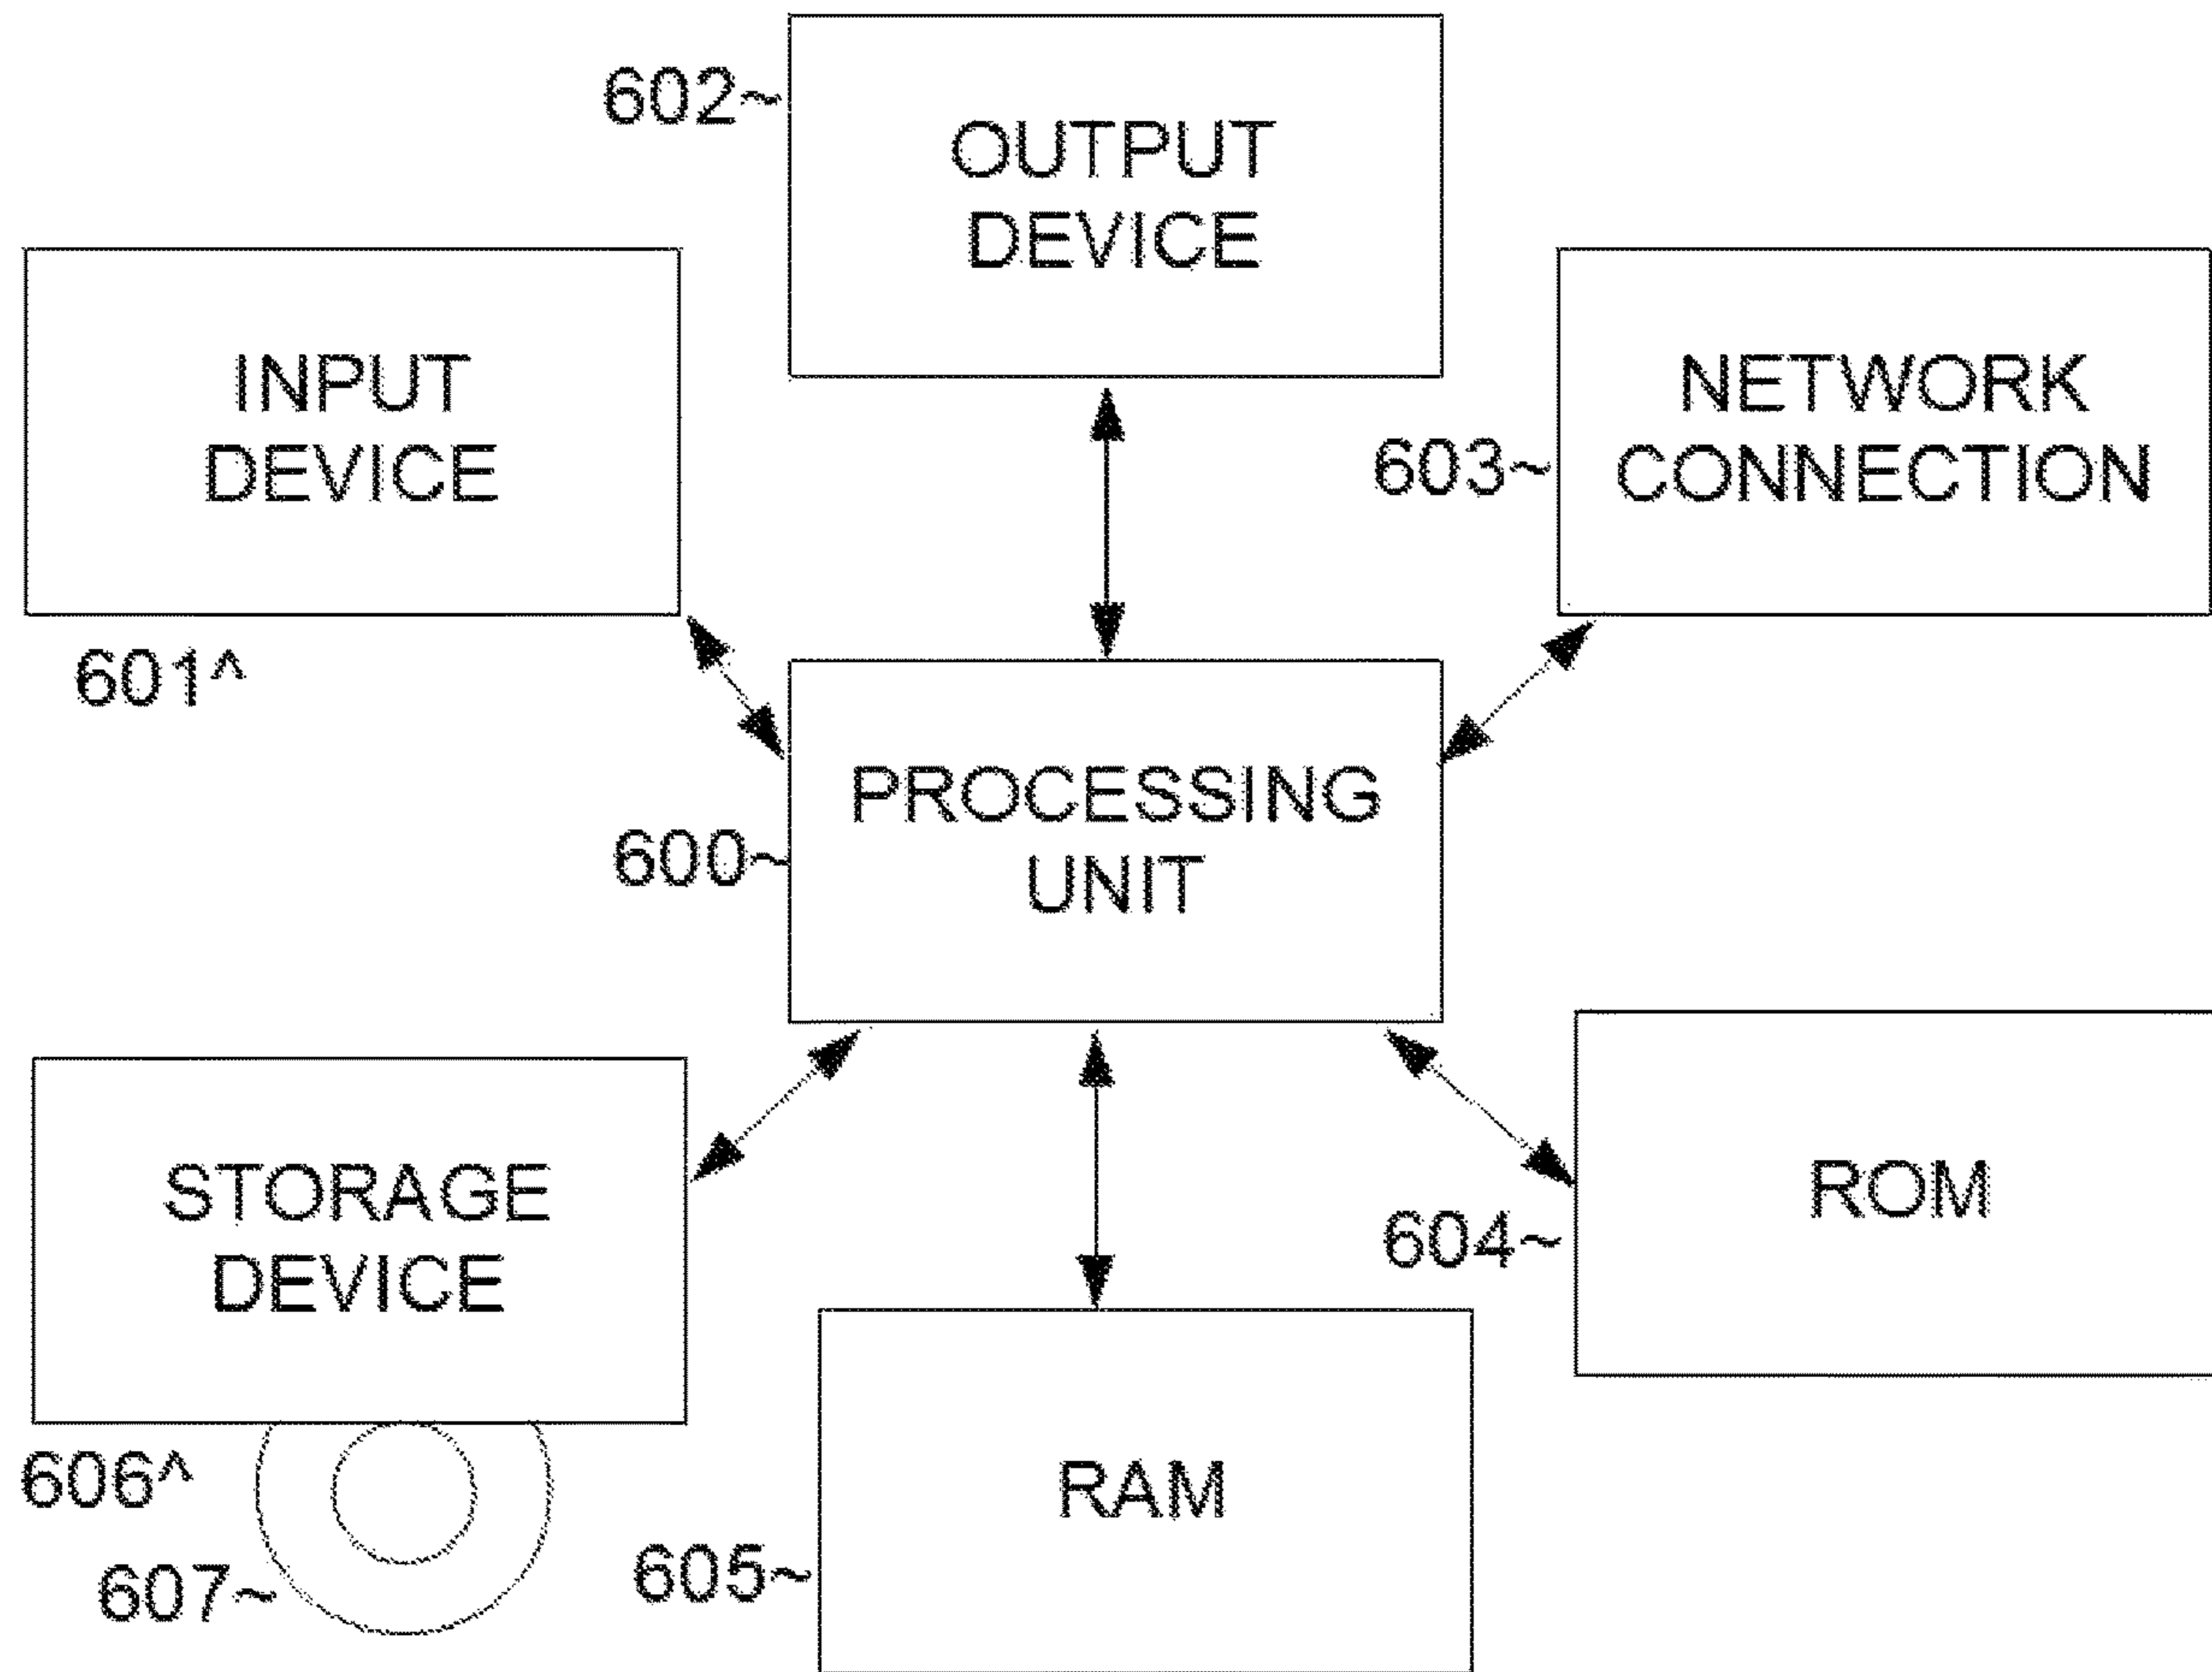 602~
OUTPUT
DEVICE
INPUT
DEVICE
601^
NETWORK
CONNECTION
603~
PROCESSING
UNIT
600~
STORAGE
DEVICE
606^
607~
RAM
605~
ROM
604~